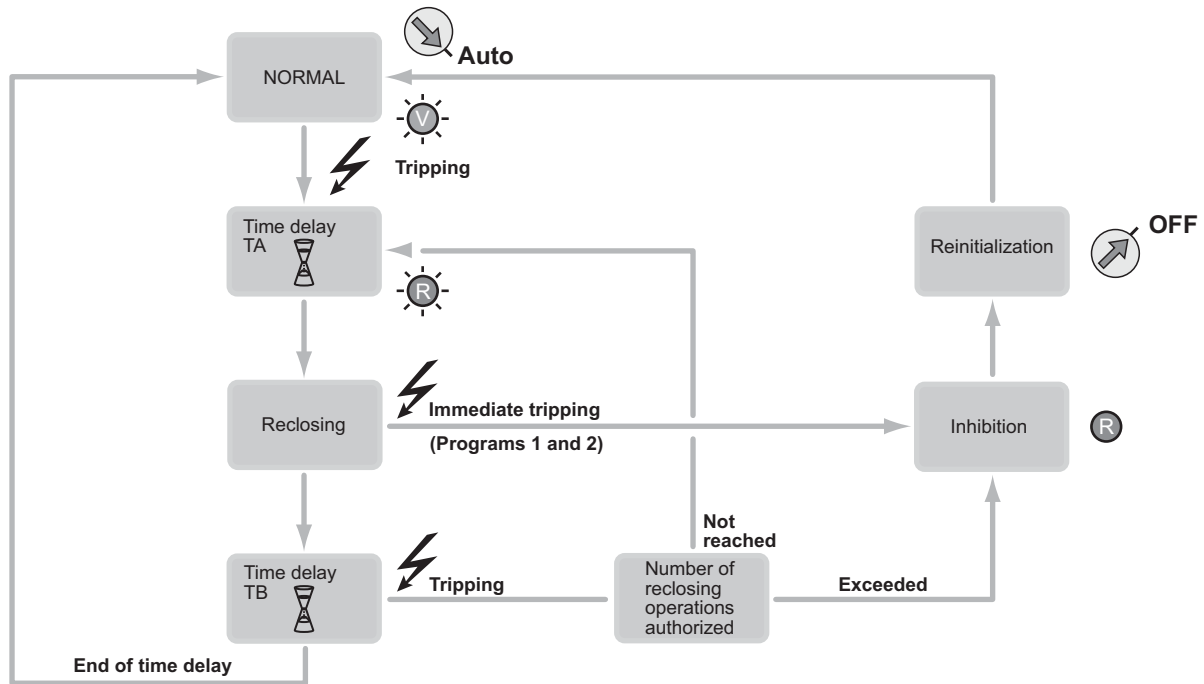 Auto
NORMAL
V
Tripping
Time delay
TA
R
OFF
Reinitialization
Reclosing
Immediate tripping
(Programs 1 and 2)
Inhibition
R
Not
reached
Time delay
TB
Tripping
Number of
reclosing
operations
authorized
Exceeded
End of time delay